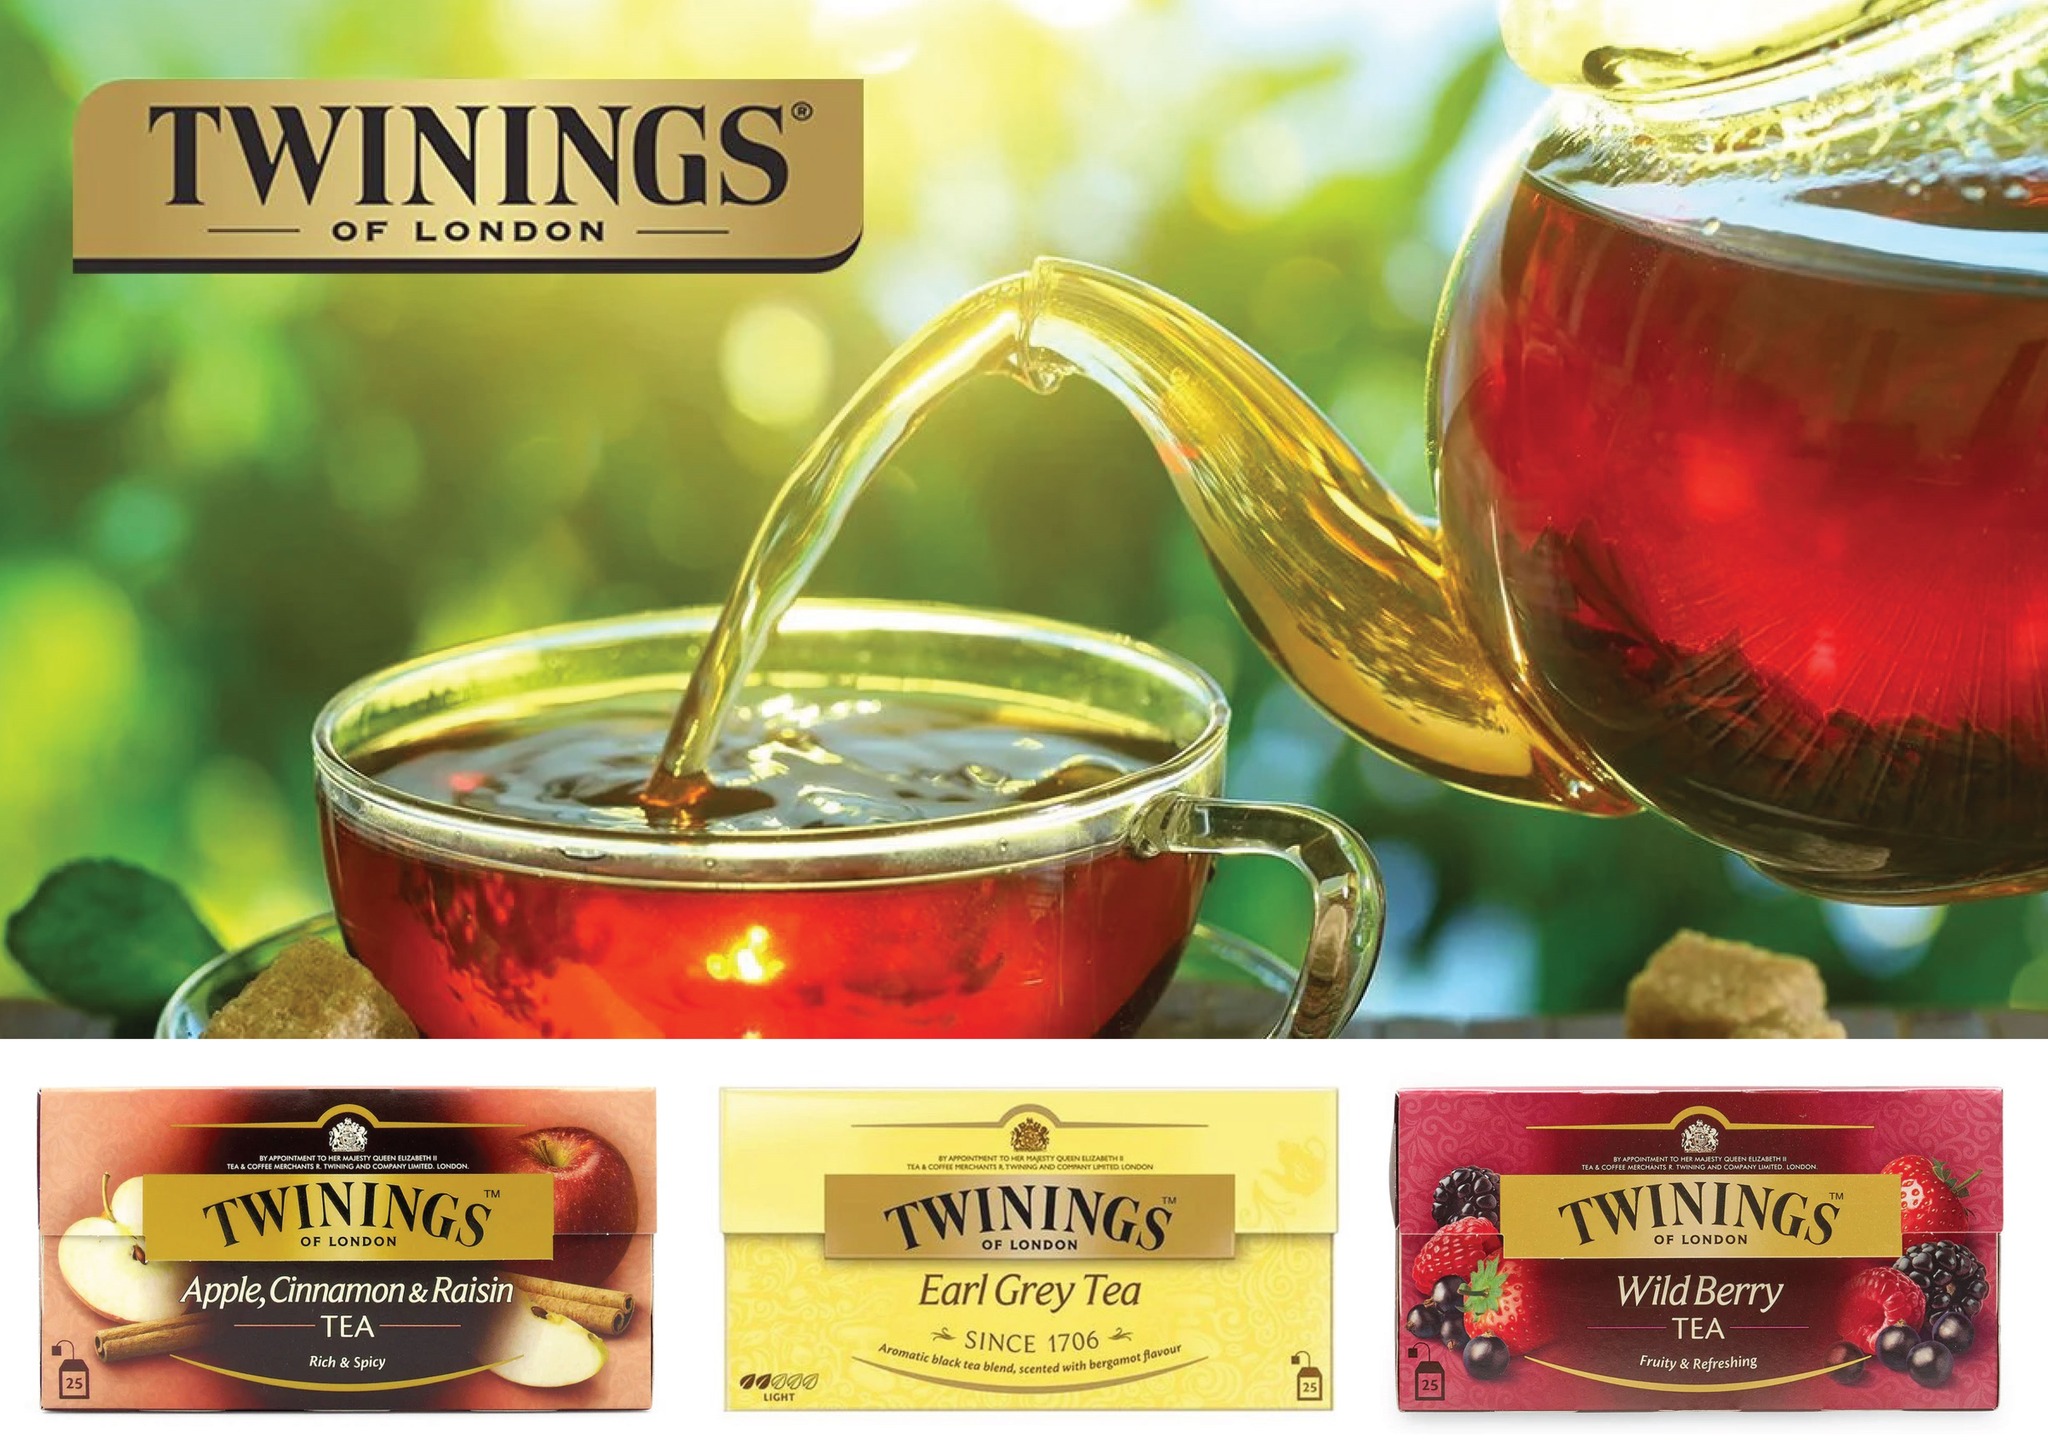 TWININGS®
OF LONDON
BY APPOINTMENT TO HER MAJESTY QUEEN ELIZABETH II
TEA & COFFEE MERCHANTS R. TWINING AND COMPANY LIMITED. LONDON.
TWININGS™
OF LONDON
Apple, Cinnamon & Raisin
TEA
Rich & Spicy
25
BY APPOINTMENT TO HER MAJESTY QUEEN ELIZABETH II
TEA & COFFEE MERCHANTS R. TWINING AND COMPANY LIMITED. LONDON
TWININGS™
OF LONDON
Earl Grey Tea
SINCE 1706
Aromatic black tea blend, scented with bergamot flavour
LIGHT
25
BY APPOINTMENT TO HER MAJESTY QUEEN ELIZABETH II
TEA & COFFEE MERCHANTS R. TWINING AND COMPANY LIMITED. LONDON.
TWININGS™
OF LONDON
Wild Berry
TEA
Fruity & Refreshing
25